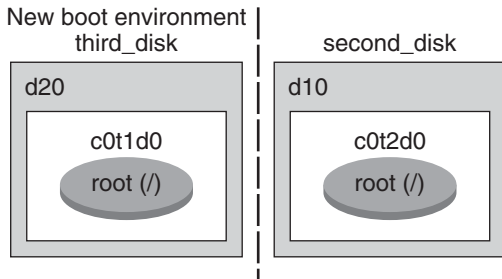 New boot environment
third_disk
d20
c0t1d0
root (/)
second_disk
d10
c0t2d0
root (/)